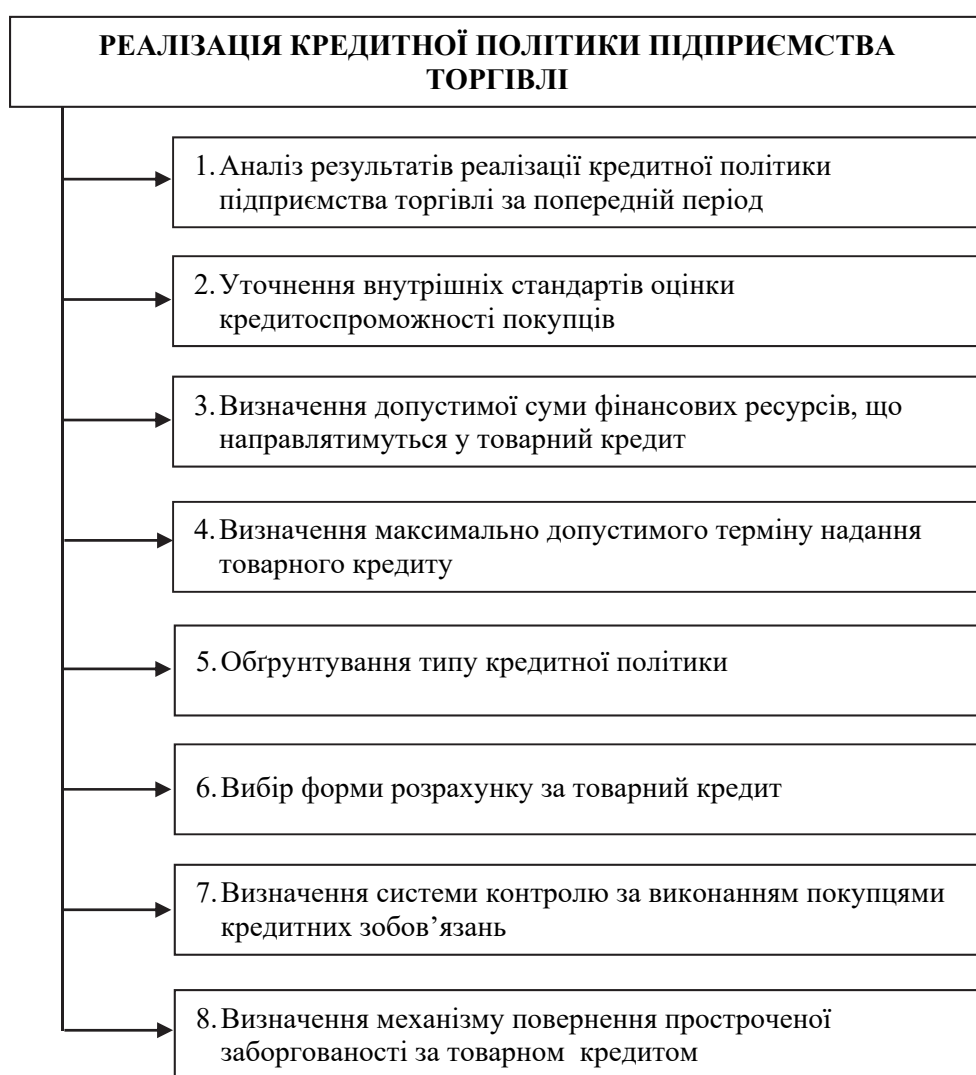 РЕАЛІЗАЦІЯ КРЕДИТНОЇ ПОЛІТИКИ ПІДПРИЄМСТВА
ТОРГІВЛІ
1. Аналіз результатів реалізації кредитної політики
підприємства торгівлі за попередній період
2. Уточнення внутрішніх стандартів оцінки
кредитоспроможності покупців
3. Визначення допустимої суми фінансових ресурсів, що
направлятимуться у товарний кредит
4. Визначення максимально допустимого терміну надання
товарного кредиту
5. Обґрунтування типу кредитної політики
6. Вибір форми розрахунку за товарний кредит
7. Визначення системи контролю за виконанням покупцями
кредитних зобов’язань
8. Визначення механізму повернення простроченої
заборгованості за товарном кредитом